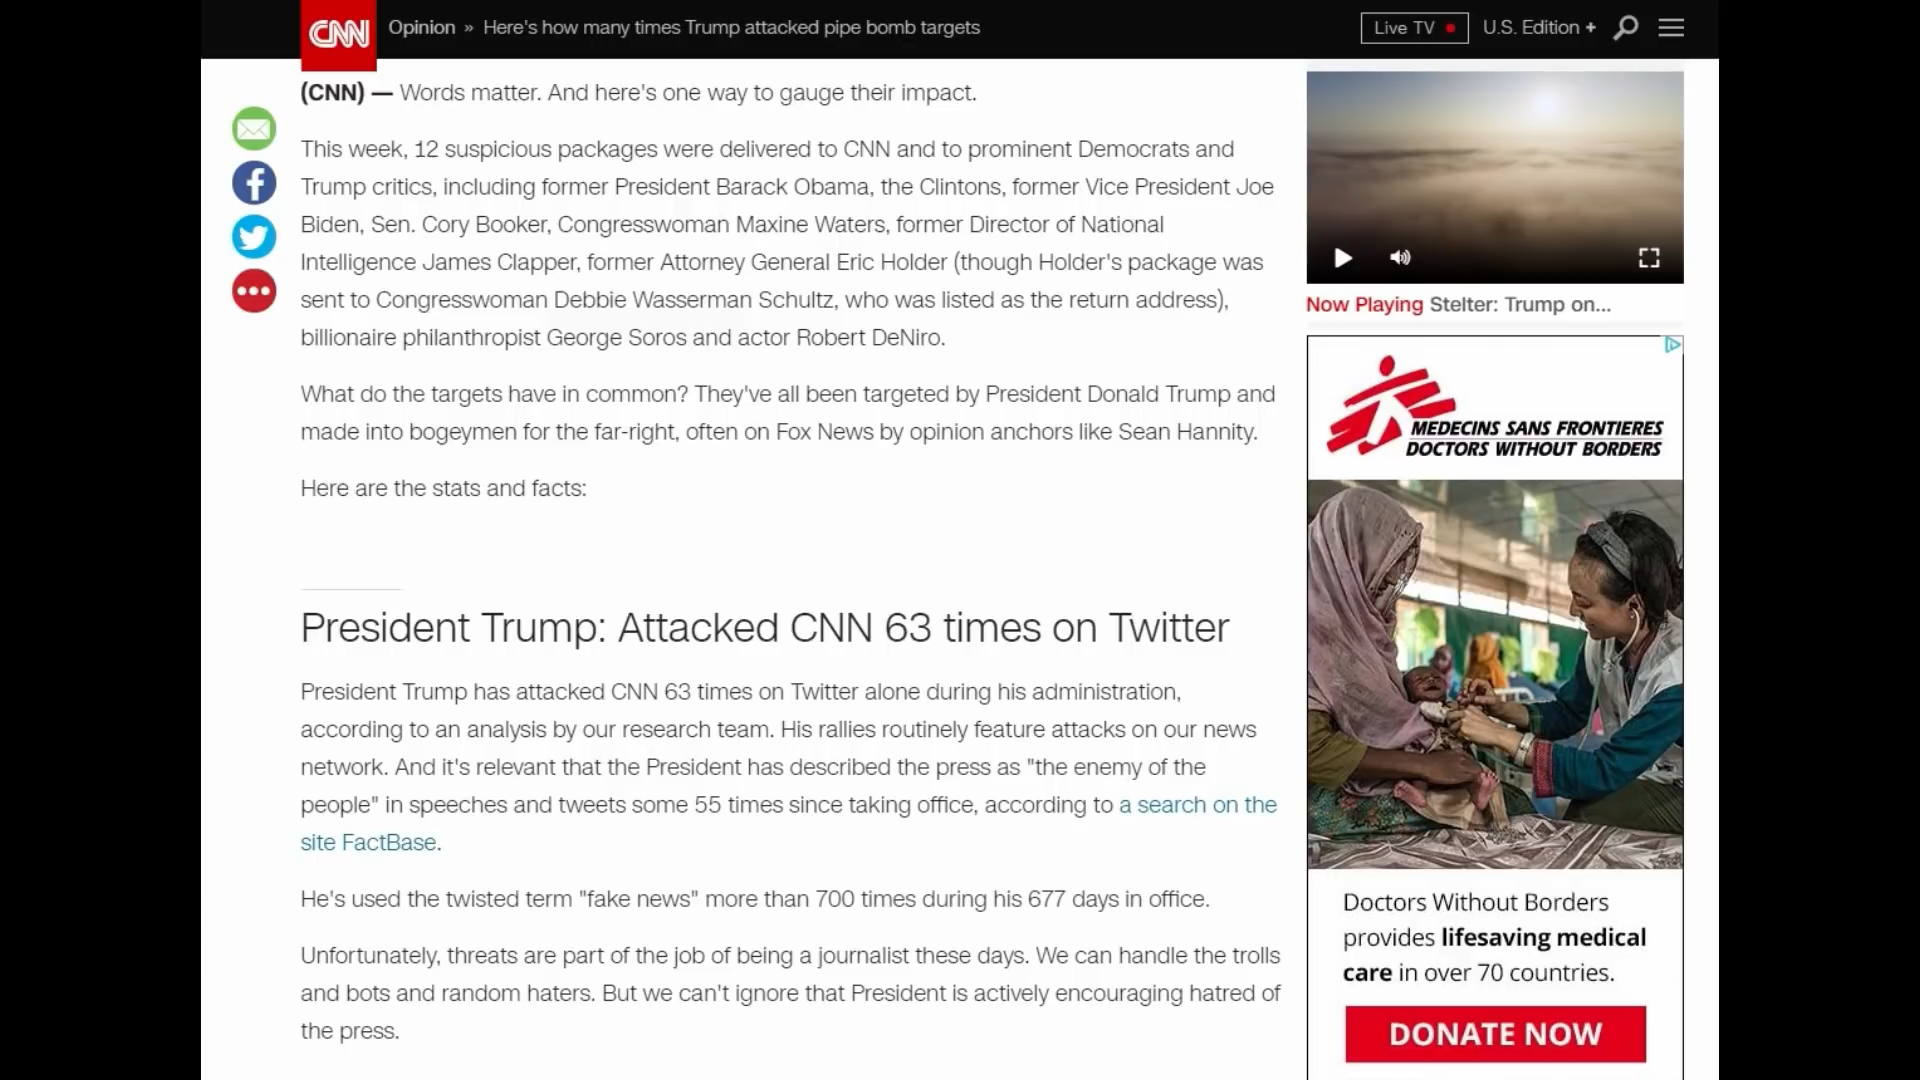 CNN Opinion » Here's how many times Trump attacked pipe bomb targets
Live TV U.S. Edition +
(CNN) — Words matter. And here's one way to gauge their impact.
This week, 12 suspicious packages were delivered to CNN and to prominent Democrats and
Trump critics, including former President Barack Obama, the Clintons, former Vice President Joe
Biden, Sen. Cory Booker, Congresswoman Maxine Waters, former Director of National
Intelligence James Clapper, former Attorney General Eric Holder (though Holder's package was
sent to Congresswoman Debbie Wasserman Schultz, who was listed as the return address),
billionaire philanthropist George Soros and actor Robert DeNiro.
What do the targets have in common? They've all been targeted by President Donald Trump and
made into bogeymen for the far-right, often on Fox News by opinion anchors like Sean Hannity.
Here are the stats and facts:
President Trump: Attacked CNN 63 times on Twitter
President Trump has attacked CNN 63 times on Twitter alone during his administration,
according to an analysis by our research team. His rallies routinely feature attacks on our news
network. And it's relevant that the President has described the press as "the enemy of the
people" in speeches and tweets some 55 times since taking office, according to a search on the
site FactBase.
He's used the twisted term "fake news" more than 700 times during his 677 days in office.
Unfortunately, threats are part of the job of being a journalist these days. We can handle the trolls
and bots and random haters. But we can't ignore that President is actively encouraging hatred of
the press.
Now Playing Stelter: Trump on...
MEDECINS SANS FRONTIERES
DOCTORS WITHOUT BORDERS
Doctors Without Borders
provides lifesaving medical
care in over 70 countries.
DONATE NOW